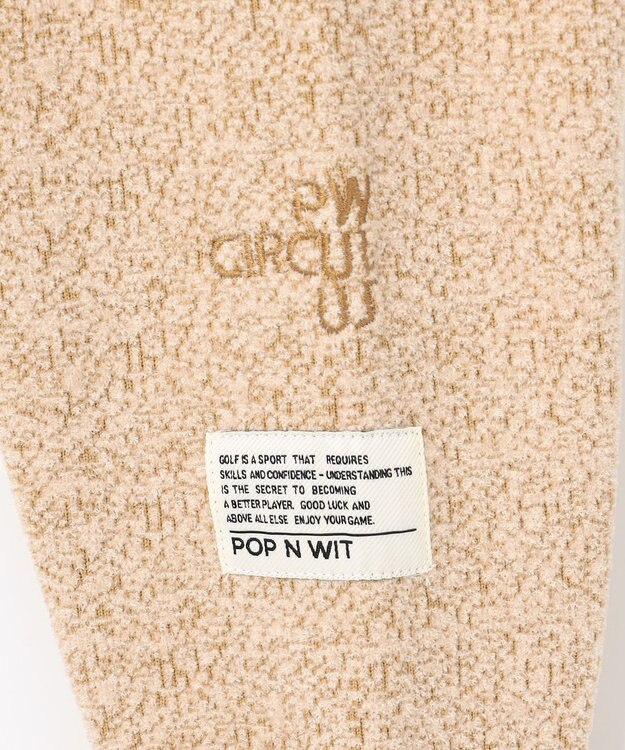 PW
CIRCUL
GOLF IS A SPORT THAT REQUIRES
SKILLS AND CONFIDENCE – UNDERSTANDING THIS
IS THE SECRET TO BECOMING
A BETTER PLAYER. GOOD LUCK AND
ABOVE ALL ELSE ENJOY YOUR GAME.
POP N WIT